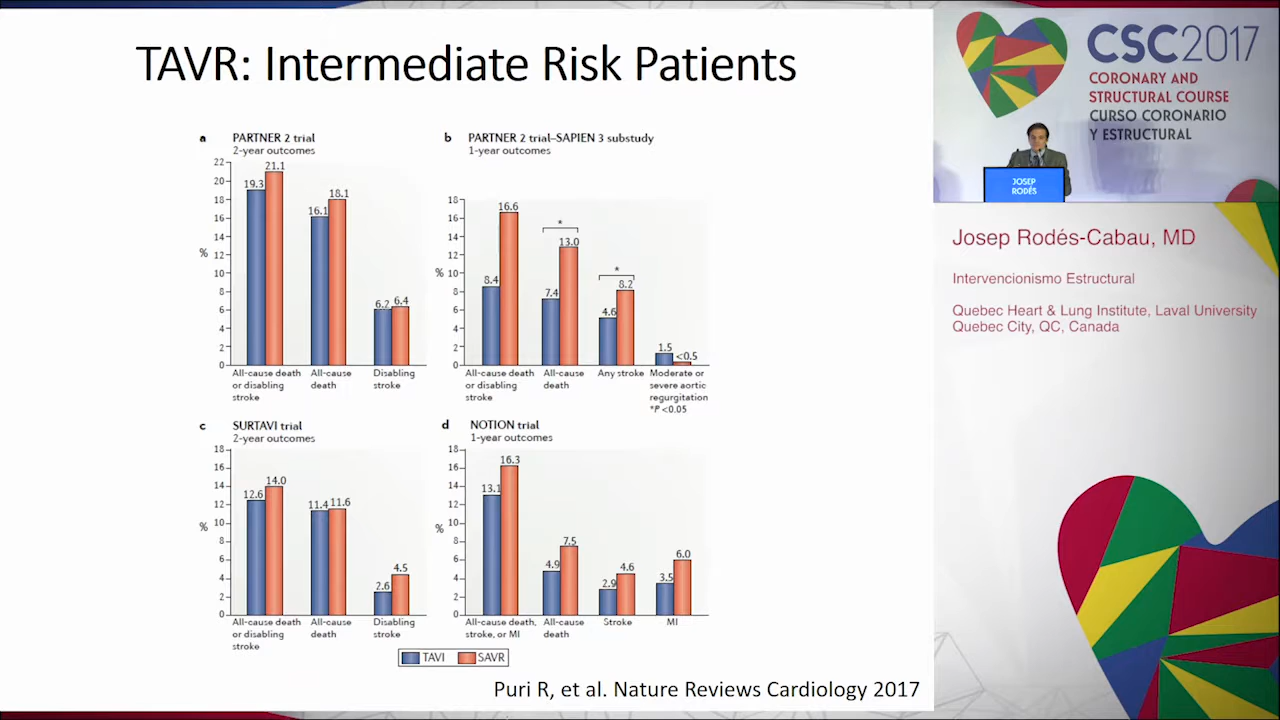 TAVR: Intermediate Risk Patients
a PARTNER 2 trial
2-year outcomes
22
20
18
16
14
12
10
8
6
4
2
0
%
19.3
21.1
16.1
18.1
6.2
6.4
All-cause death
or disabling
stroke
All-cause
death
Disabling
stroke
b PARTNER 2 trial–SAPIEN 3 substudy
1-year outcomes
18
16
14
12
10
8
6
4
2
0
%
8.4
16.6
*
7.4
13.0
*
4.6
8.2
1.5
<0.5
All-cause death
or disabling
stroke
All-cause
death
Any stroke
Moderate or
severe aortic
regurgitation
*P <0.05
c SURTAVI trial
2-year outcomes
18
16
14
12
10
8
6
4
2
0
%
12.6
14.0
11.4
11.6
2.6
4.5
All-cause death
or disabling
stroke
All-cause
death
Disabling
stroke
d NOTION trial
1-year outcomes
18
16
14
12
10
8
6
4
2
0
%
13.1
16.3
4.9
7.5
2.9
4.6
3.5
6.0
All-cause death,
stroke, or MI
All-cause
death
Stroke
MI
TAVI SAVR
Puri R, et al. Nature Reviews Cardiology 2017
CSC2017
CORONARY AND
STRUCTURAL COURSE
CURSO CORONARIO
Y ESTRUCTURAL
JOSEP
RODÉS
Josep Rodés-Cabau, MD
Intervencionismo Estructural
Quebec Heart & Lung Institute, Laval University
Quebec City, QC, Canada